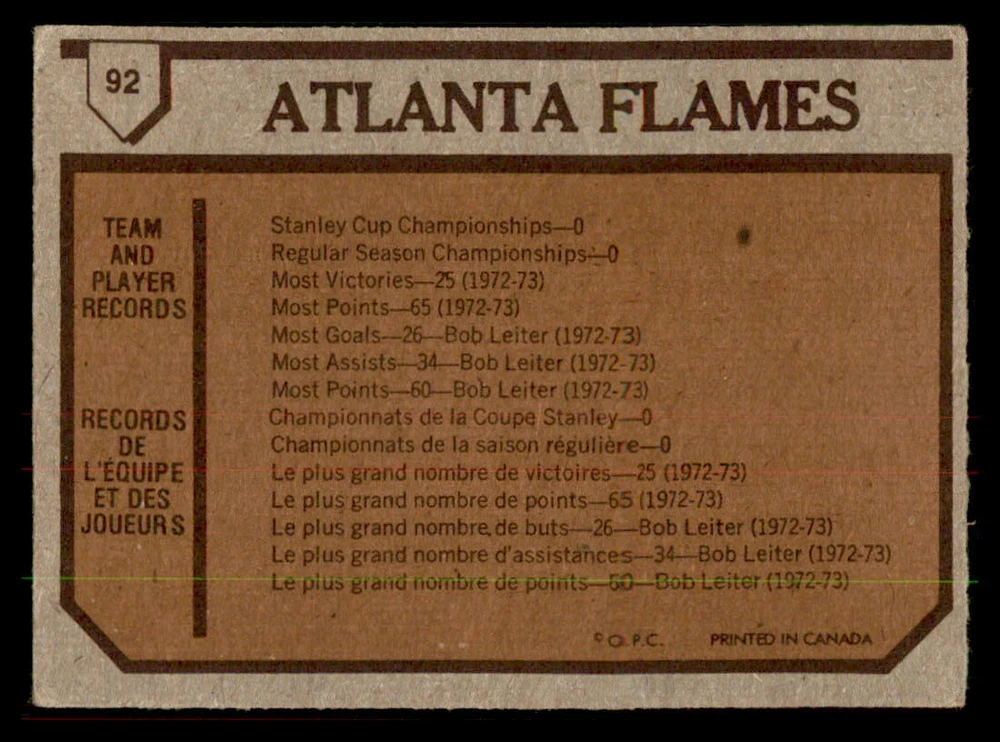 92
ATLANTA FLAMES
TEAM
AND
PLAYER
RECORDS
Stanley Cup Championships—0
Regular Season Championships—0
Most Victories—25 (1972-73)
Most Points—65 (1972-73)
Most Goals—26—Bob Leiter (1972-73)
Most Assists—34—Bob Leiter (1972-73)
Most Points—60—Bob Leiter (1972-73)
RECORDS
DE
L'ÉQUIPE
ET DES
JOUEURS
Championnats de la Coupe Stanley—0
Championnats de la saison régulière—0
Le plus grand nombre de victoires—25 (1972-73)
Le plus grand nombre de points—65 (1972-73)
Le plus grand nombre de buts—26—Bob Leiter (1972-73)
Le plus grand nombre d'assistances—34—Bob Leiter (1972-73)
Le plus grand nombre de points—60—Bob Leiter (1972-73)
© O.P.C. PRINTED IN CANADA